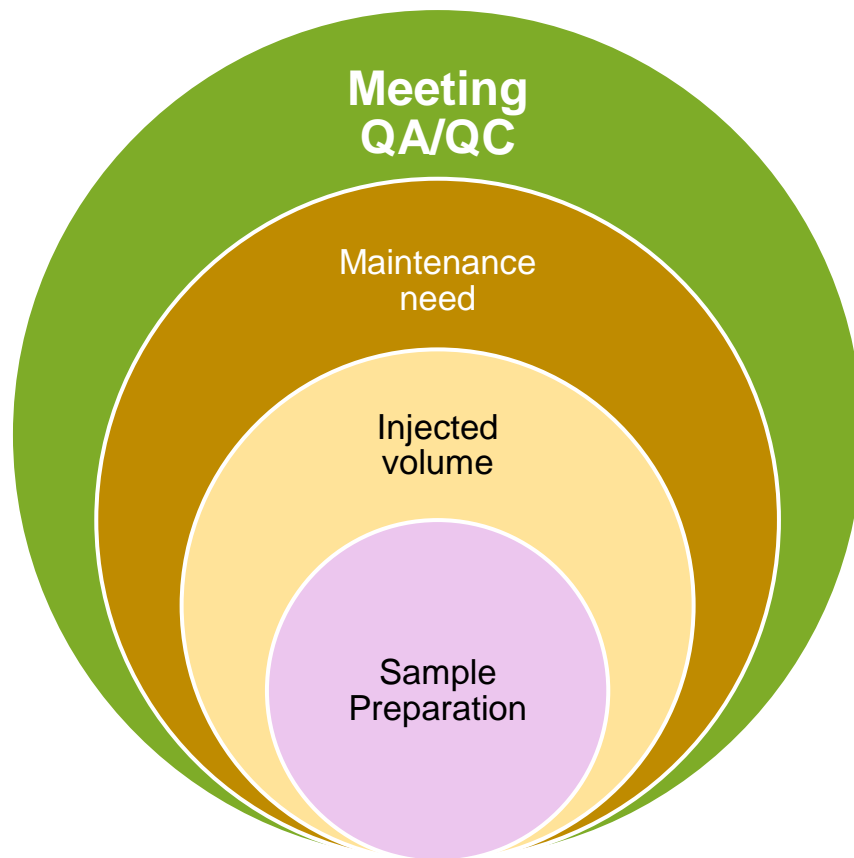 Meeting
QA/QC
Maintenance
need
Injected
volume
Sample
Preparation